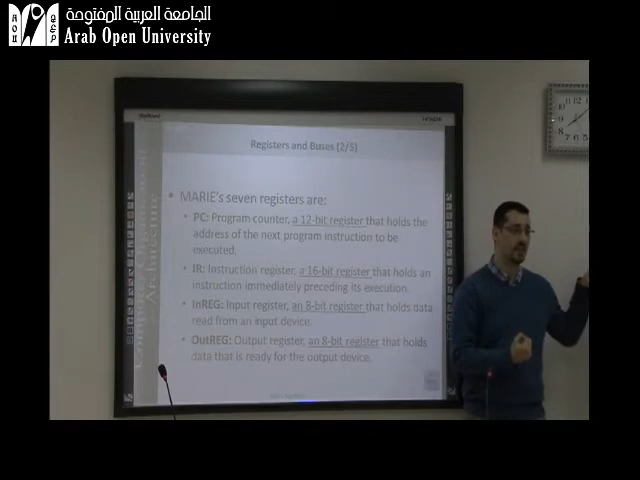 الجامعة العربية المفتوحة
Arab Open University
Registers and Buses (2/5)
• MARIE's seven registers are:
• PC: Program counter, a 12-bit register that holds the
address of the next program instruction to be
executed.
• IR: Instruction register, a 16-bit register that holds an
instruction immediately preceding its execution.
• InREG: Input register, an 8-bit register that holds data
read from an input device.
• OutREG: Output register, an 8-bit register that holds
data that is ready for the output device.
HITACHI
Architecture